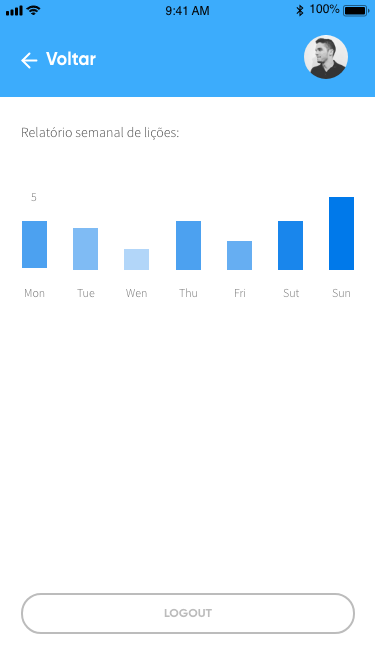 9:41 AM 100%
Voltar
Relatório semanal de lições:
5
Mon Tue Wen Thu Fri Sut Sun
LOGOUT